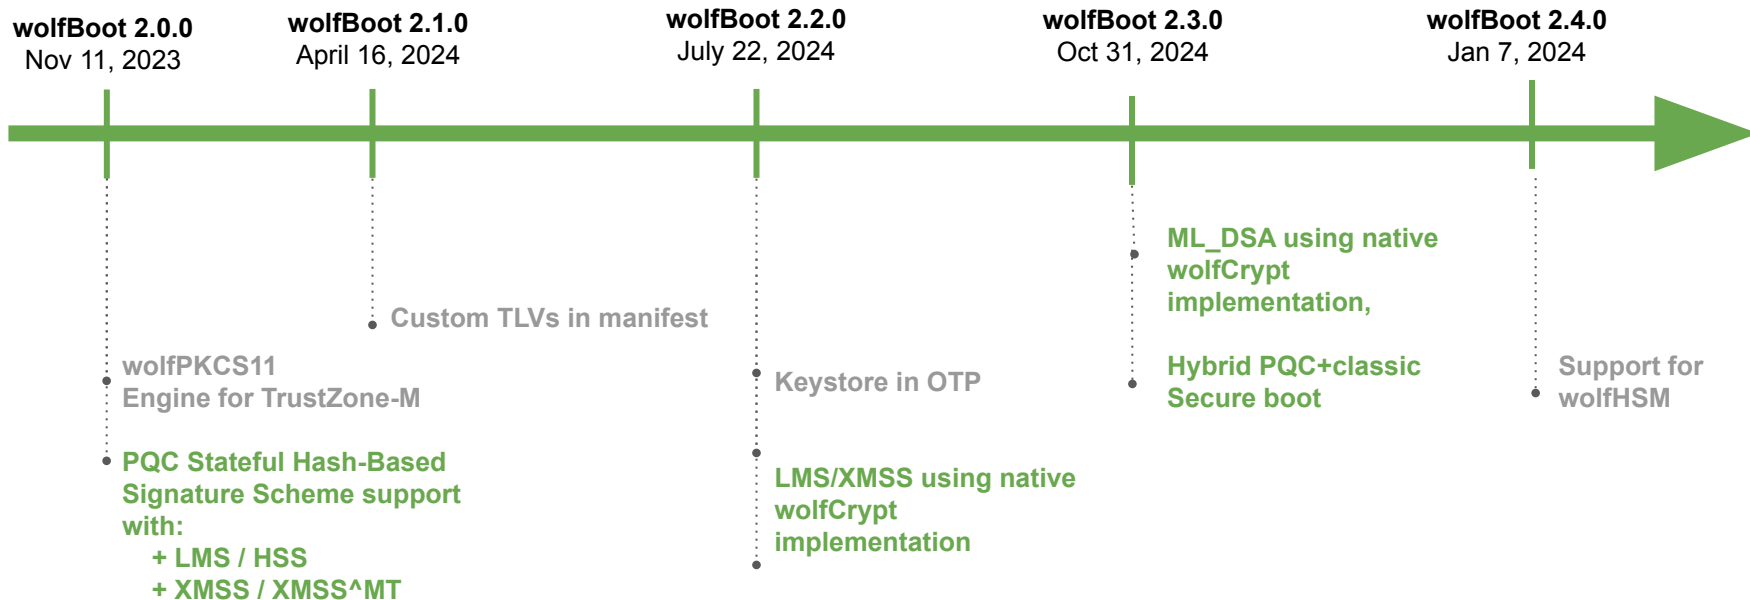 wolfBoot 2.0.0
Nov 11, 2023
wolfBoot 2.1.0
April 16, 2024
wolfBoot 2.2.0
July 22, 2024
wolfBoot 2.3.0
Oct 31, 2024
wolfBoot 2.4.0
Jan 7, 2024
wolfPKCS11
Engine for TrustZone-M
PQC Stateful Hash-Based
Signature Scheme support
with:
+ LMS / HSS
+ XMSS / XMSS^MT
Custom TLVs in manifest
Keystore in OTP
LMS/XMSS using native
wolfCrypt
implementation
ML_DSA using native
wolfCrypt
implementation,
Hybrid PQC+classic
Secure boot
Support for
wolfHSM